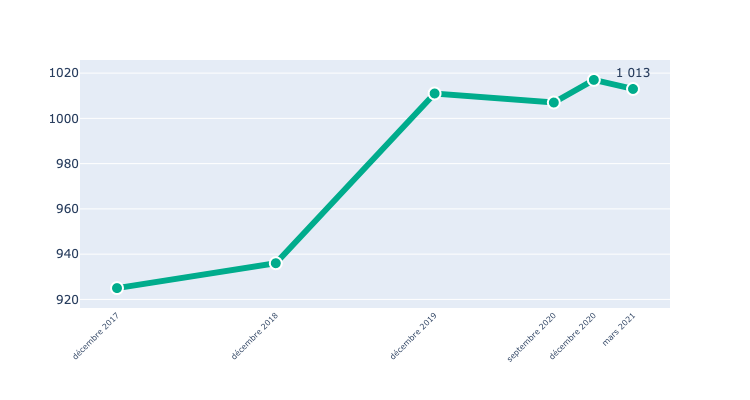 1020
1 013
1000
980
960
940
920
décembre 2017
décembre 2018
décembre 2019
septembre 2020
décembre 2020
mars 2021